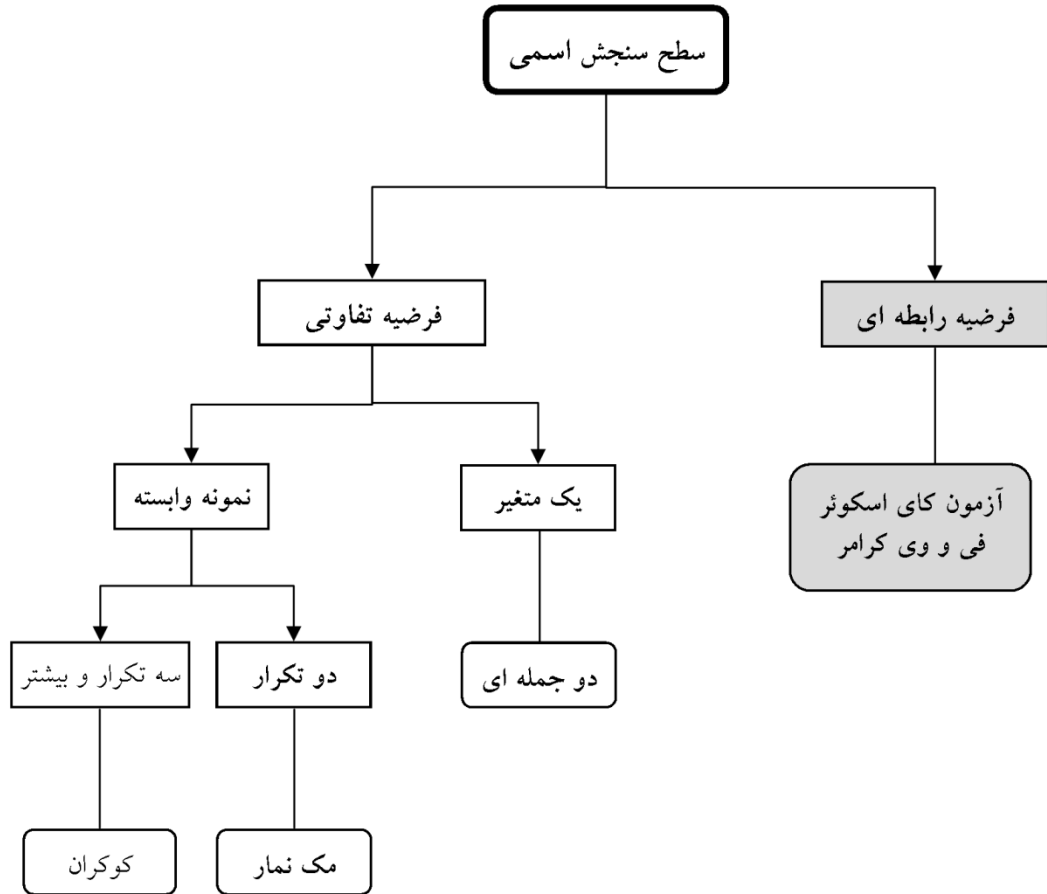 سطح سنجش اسمی
فرضیه رابطه ای
فرضیه تفاوتی
یک متغیر
نمونه وابسته
آزمون کای اسکوئر
فی و وی کرامر
دو جمله ای
دو تکرار
سه تکرار و بیشتر
مک نمار
کوکران